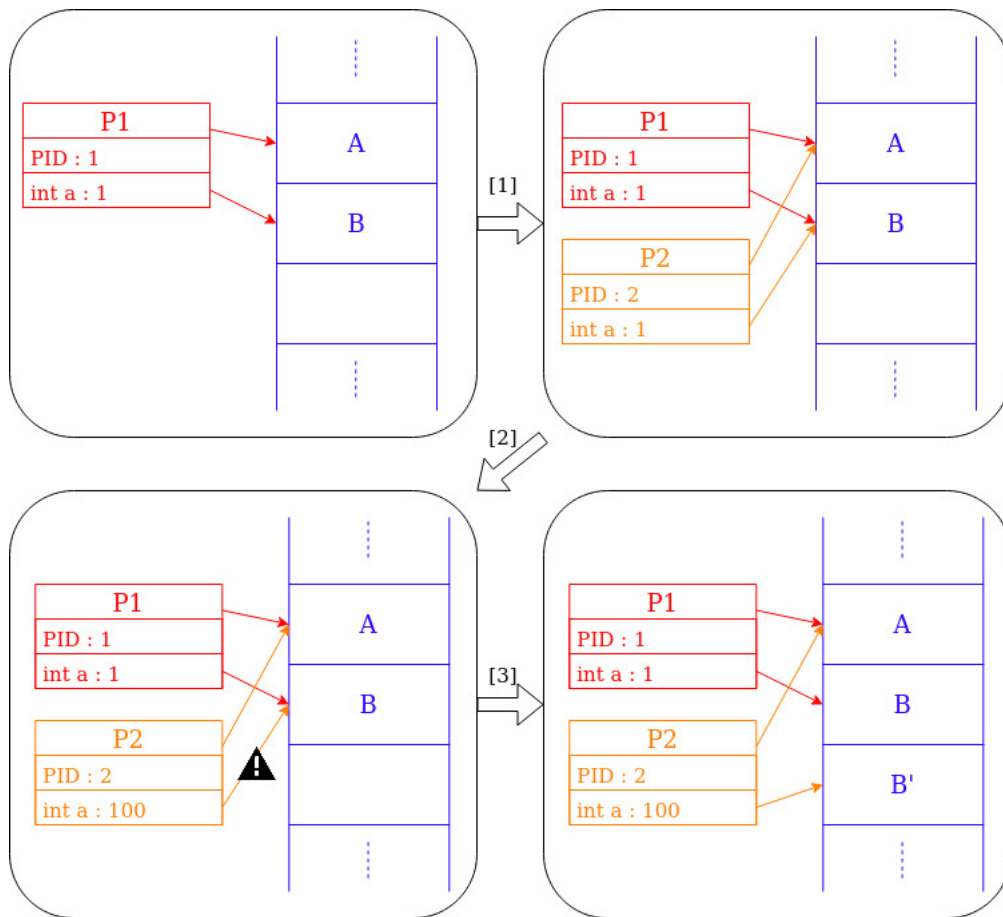 P1
PID : 1
int a : 1
A
B
[1]
P1
PID : 1
int a : 1
P2
PID : 2
int a : 1
A
B
[2]
P1
PID : 1
int a : 1
P2
PID : 2
int a : 100
A
B
[3]
P1
PID : 1
int a : 1
P2
PID : 2
int a : 100
A
B
B'